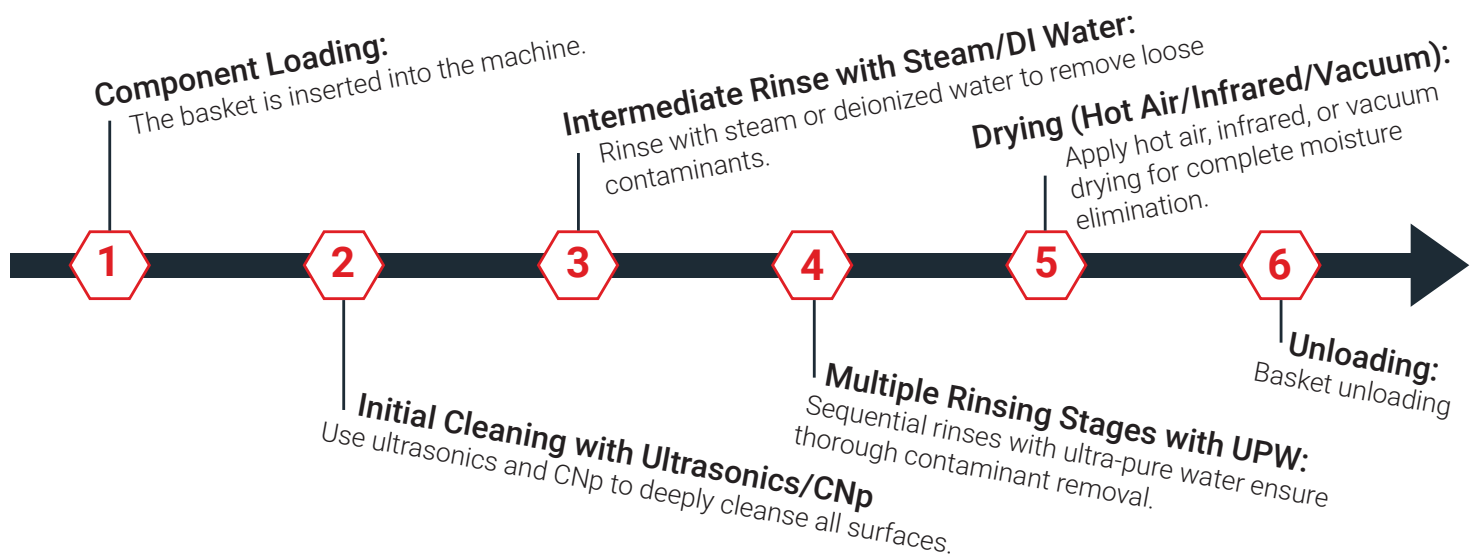 Component Loading:
The basket is inserted into the machine.
Intermediate Rinse with Steam/DI Water:
Rinse with steam or deionized water to remove loose
contaminants.
Drying (Hot Air/Infrared/Vacuum):
Apply hot air, infrared, or vacuum
drying for complete moisture
elimination.
1
2
3
4
5
6
Initial Cleaning with Ultrasonics/CNp
Use ultrasonics and CNp to deeply cleanse all surfaces.
Multiple Rinsing Stages with UPW:
Sequential rinses with ultra-pure water ensure
thorough contaminant removal.
Unloading:
Basket unloading